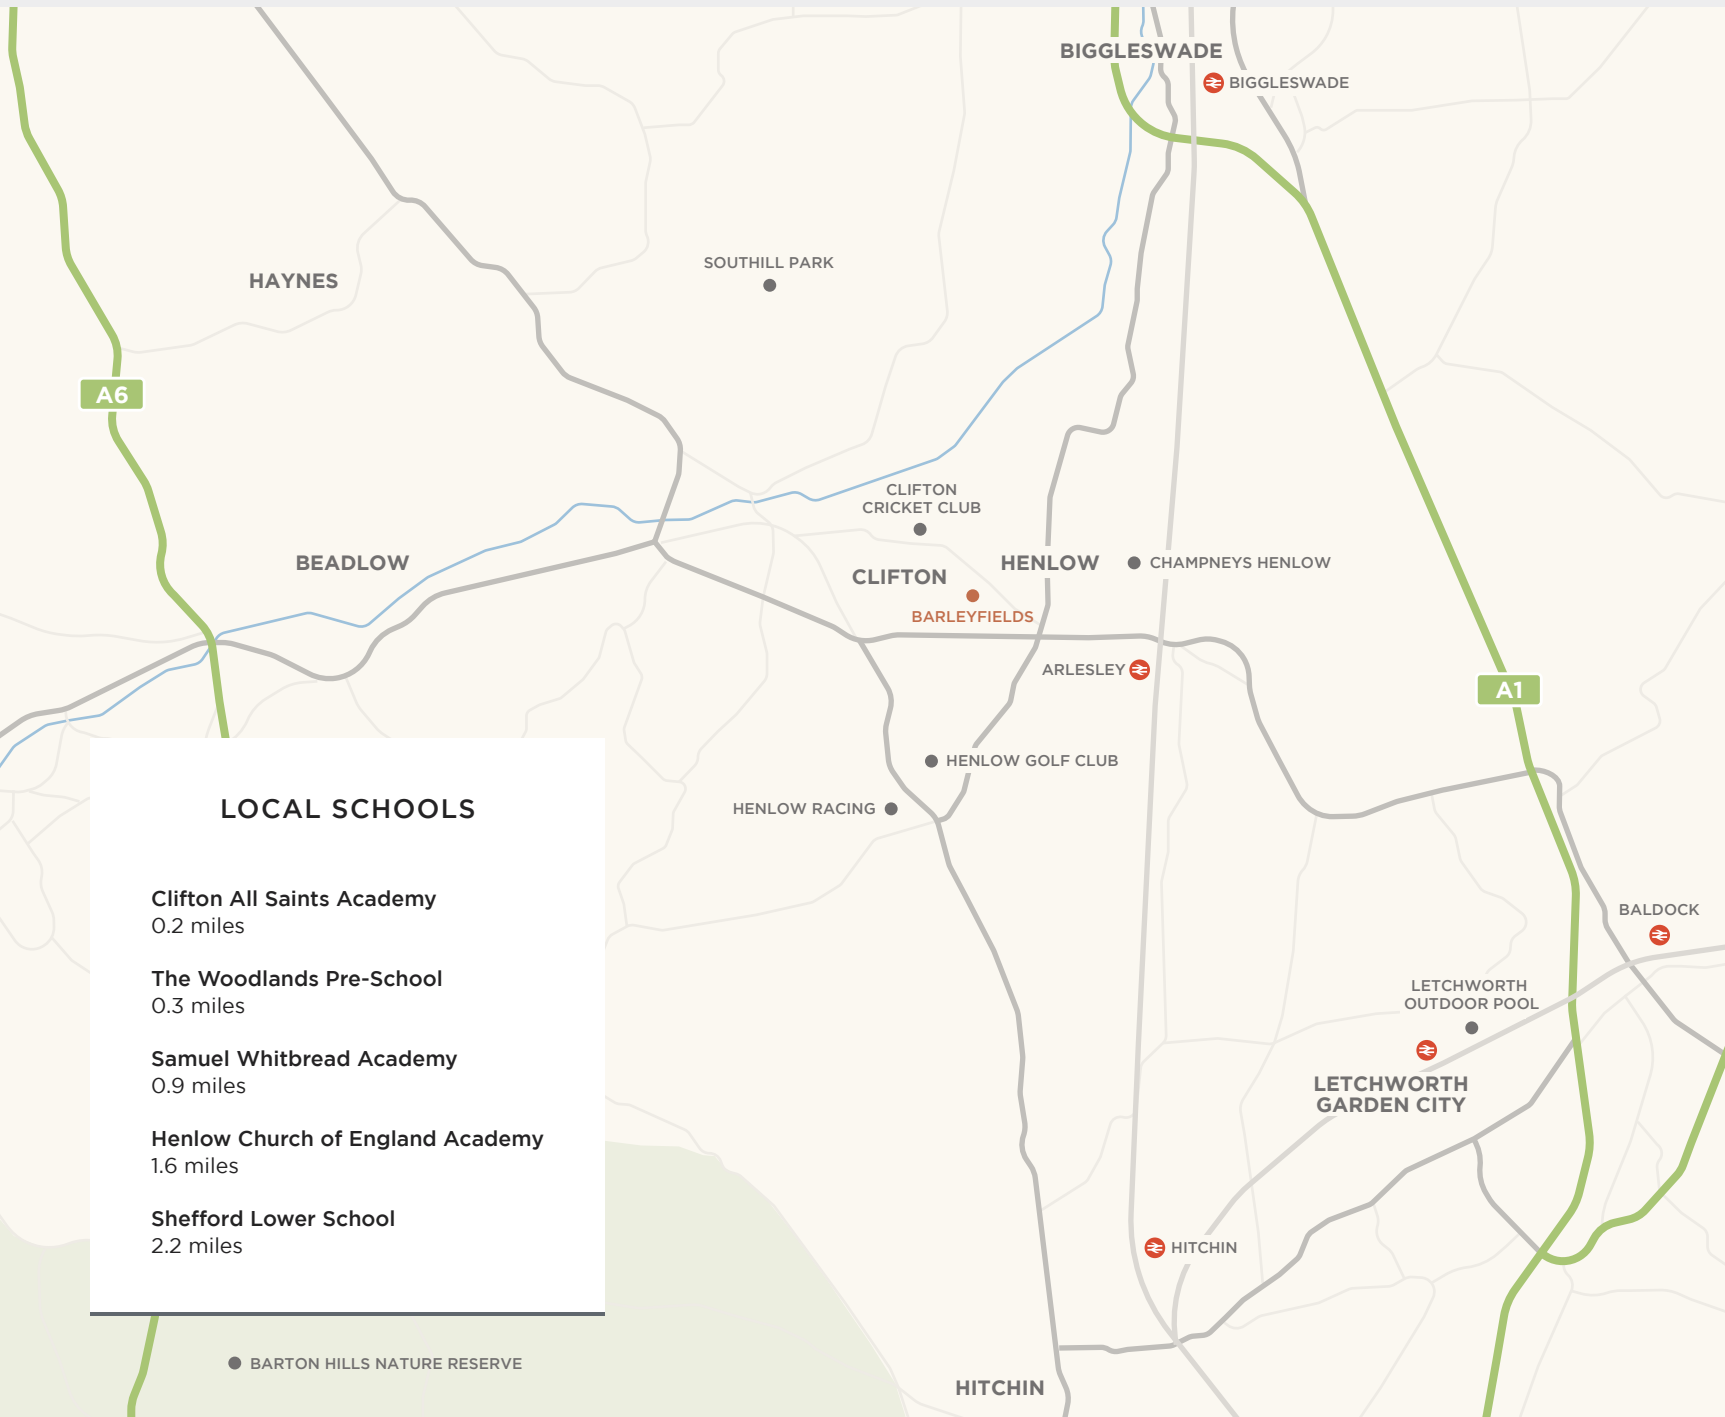 BIGGLESWADE
BIGGLESWADE
SOUTHILL PARK
HAYNES
A6
CLIFTON
CRICKET CLUB
BEADLOW
CLIFTON
HENLOW
CHAMPNEYS HENLOW
BARLEYFIELDS
ARLESLEY
A1
HENLOW GOLF CLUB
HENLOW RACING
LOCAL SCHOOLS
Clifton All Saints Academy
0.2 miles
The Woodlands Pre-School
0.3 miles
Samuel Whitbread Academy
0.9 miles
Henlow Church of England Academy
1.6 miles
Shefford Lower School
2.2 miles
BALDOCK
LETCHWORTH
OUTDOOR POOL
LETCHWORTH
GARDEN CITY
HITCHIN
BARTON HILLS NATURE RESERVE
HITCHIN